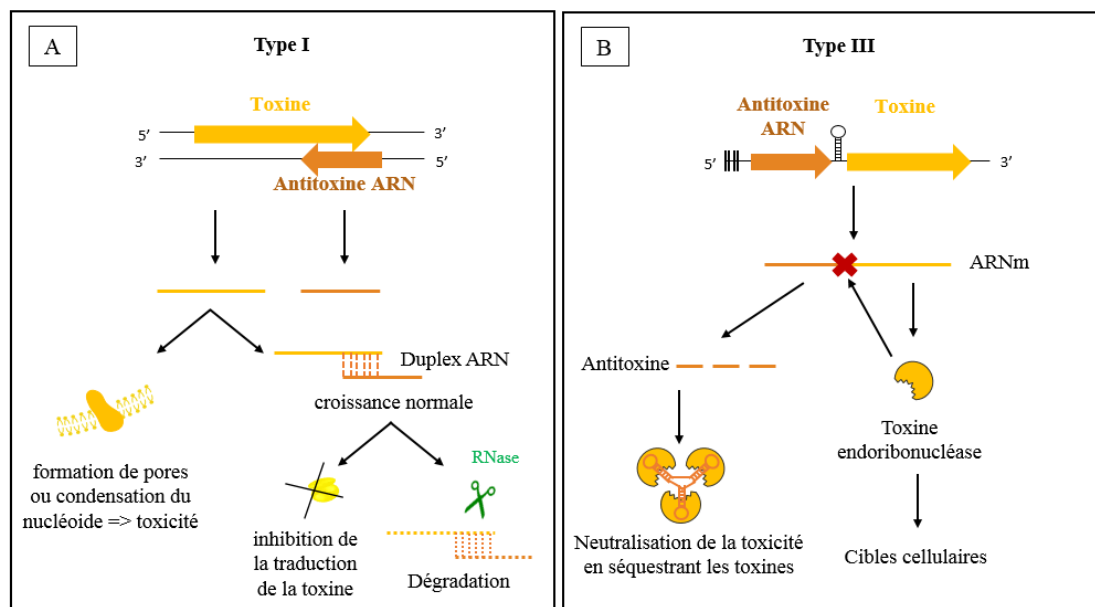 A
Type I
Toxine
5’
3’
3’
5’
Antitoxine ARN
Duplex ARN
croissance normale
RNase
formation de pores
ou condensation du
nucléoide => toxicité
inhibition de
la traduction
de la toxine
Dégradation
B
Type III
Antitoxine
ARN
Toxine
5’
3’
ARNm
Antitoxine
Toxine
endoribonucléase
Neutralisation de la toxicité
en séquestrant les toxines
Cibles cellulaires